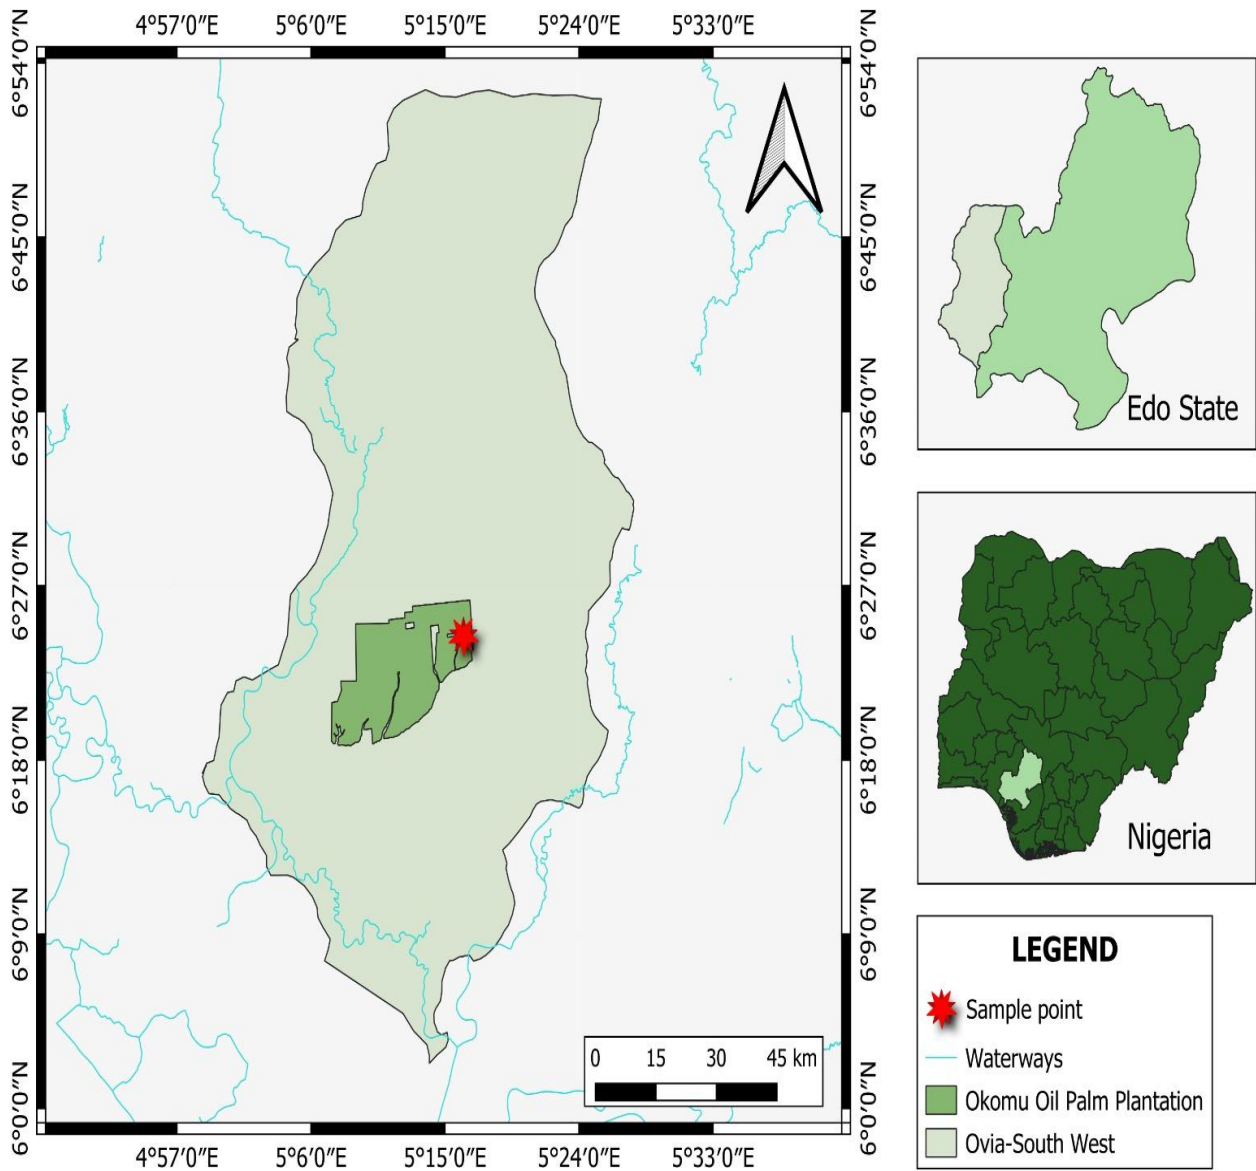 4°57′0″E 5°6′0″E 5°15′0″E 5°24′0″E 5°33′0″E
6°54′0″N
6°45′0″N
6°36′0″N
6°27′0″N
6°18′0″N
6°9′0″N
6°0′0″N
0 15 30 45 km
4°57′0″E 5°6′0″E 5°15′0″E 5°24′0″E 5°33′0″E
6°54′0″N
6°45′0″N
6°36′0″N
6°27′0″N
6°18′0″N
6°9′0″N
6°0′0″N
Edo State
Nigeria
LEGEND
Sample point
Waterways
Okomu Oil Palm Plantation
Ovia-South West